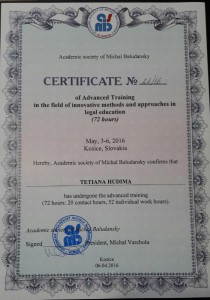 Academic society of Michal Baludansky
CERTIFICATE №
of Advanced Training
in the field of innovative methods and approaches in
legal education
(72 hours)
May, 3-6, 2016
Kosice, Slovakia
Hereby, Academic society of Michal Baludansky confirms that
TETIANA HUDIMA
has undergone the advanced training
(72 hours: 20 contact hours, 52 individual work hours).
Academic society of Michal Baludansky
Signed President, Michal Varchola
Kosice
06.04.2016